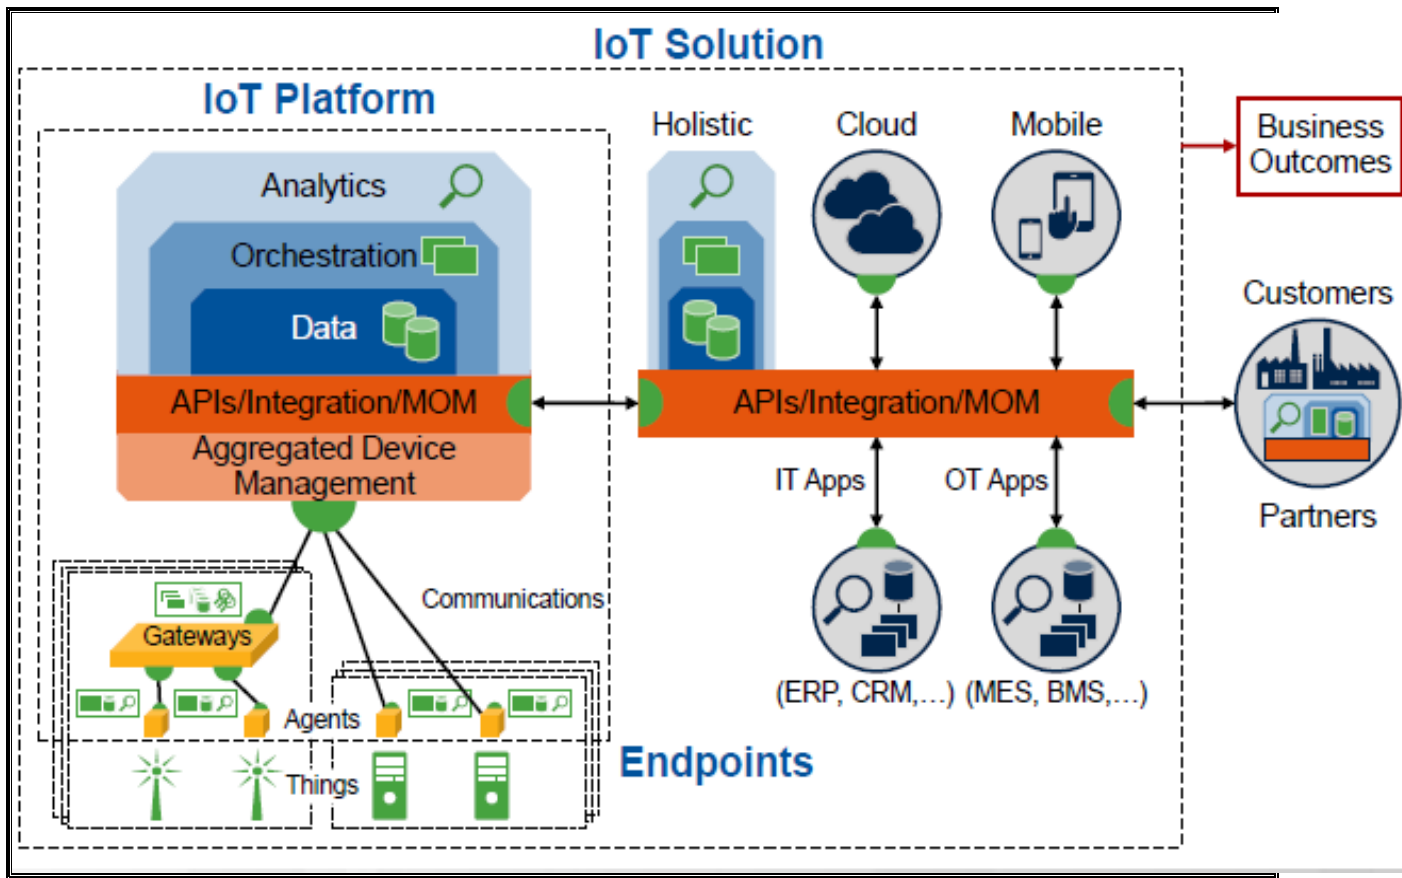 IoT Solution
IoT Platform
Holistic
Cloud
Mobile
Business
Outcomes
Analytics
Orchestration
Data
Customers
APIs/Integration/MOM
APIs/Integration/MOM
Aggregated Device
Management
IT Apps
OT Apps
Partners
Communications
Gateways
(ERP, CRM,...)
(MES, BMS,...)
Agents
Endpoints
Things